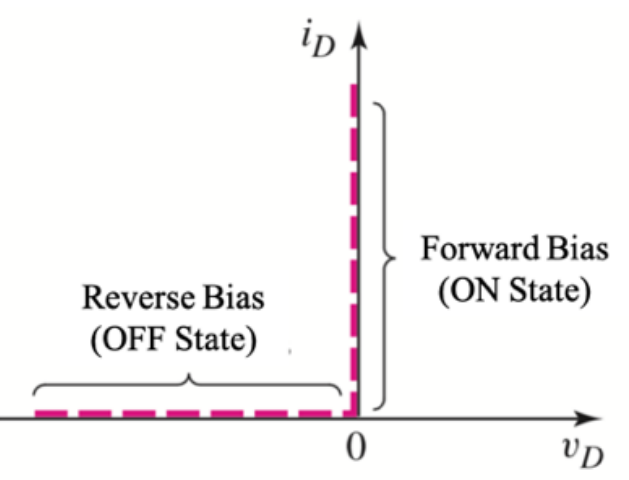 i_D
Forward Bias
(ON State)
Reverse Bias
(OFF State)
0
v_D